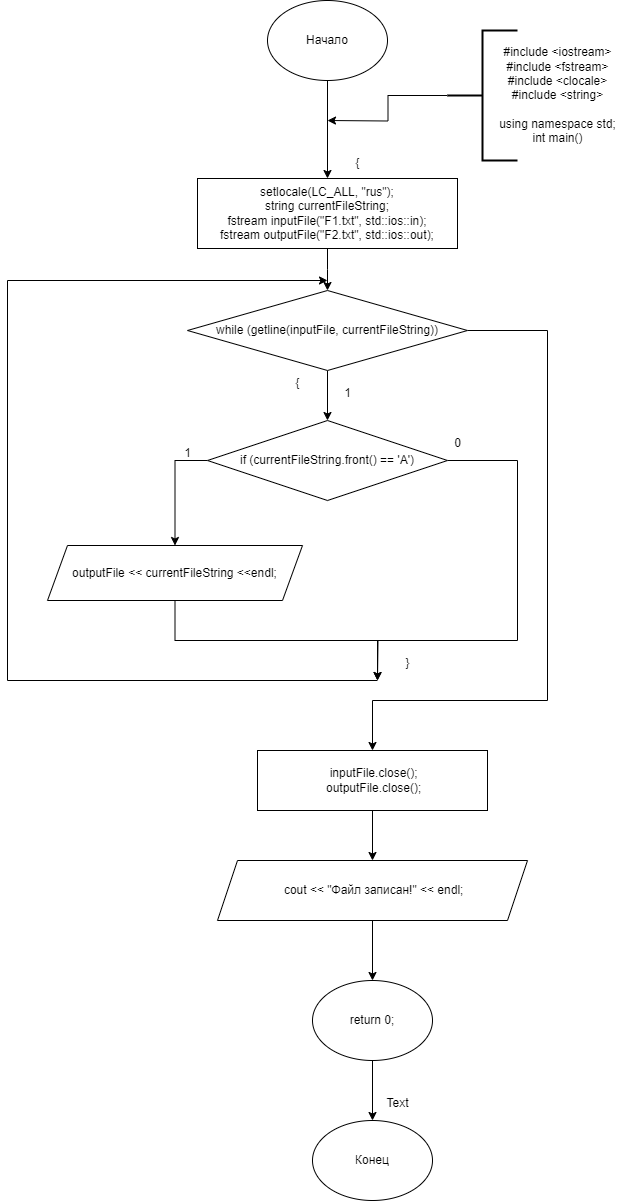 Начало
#include <iostream>
#include <fstream>
#include <clocale>
#include <string>
using namespace std;
int main()
{
setlocale(LC_ALL, "rus");
string currentFileString;
fstream inputFile("F1.txt", std::ios::in);
fstream outputFile("F2.txt", std::ios::out);
while (getline(inputFile, currentFileString))
{
1
0
1
if (currentFileString.front() == 'A')
outputFile << currentFileString <<endl;
}
inputFile.close();
outputFile.close();
cout << "Файл записан!" << endl;
return 0;
Text
Конец